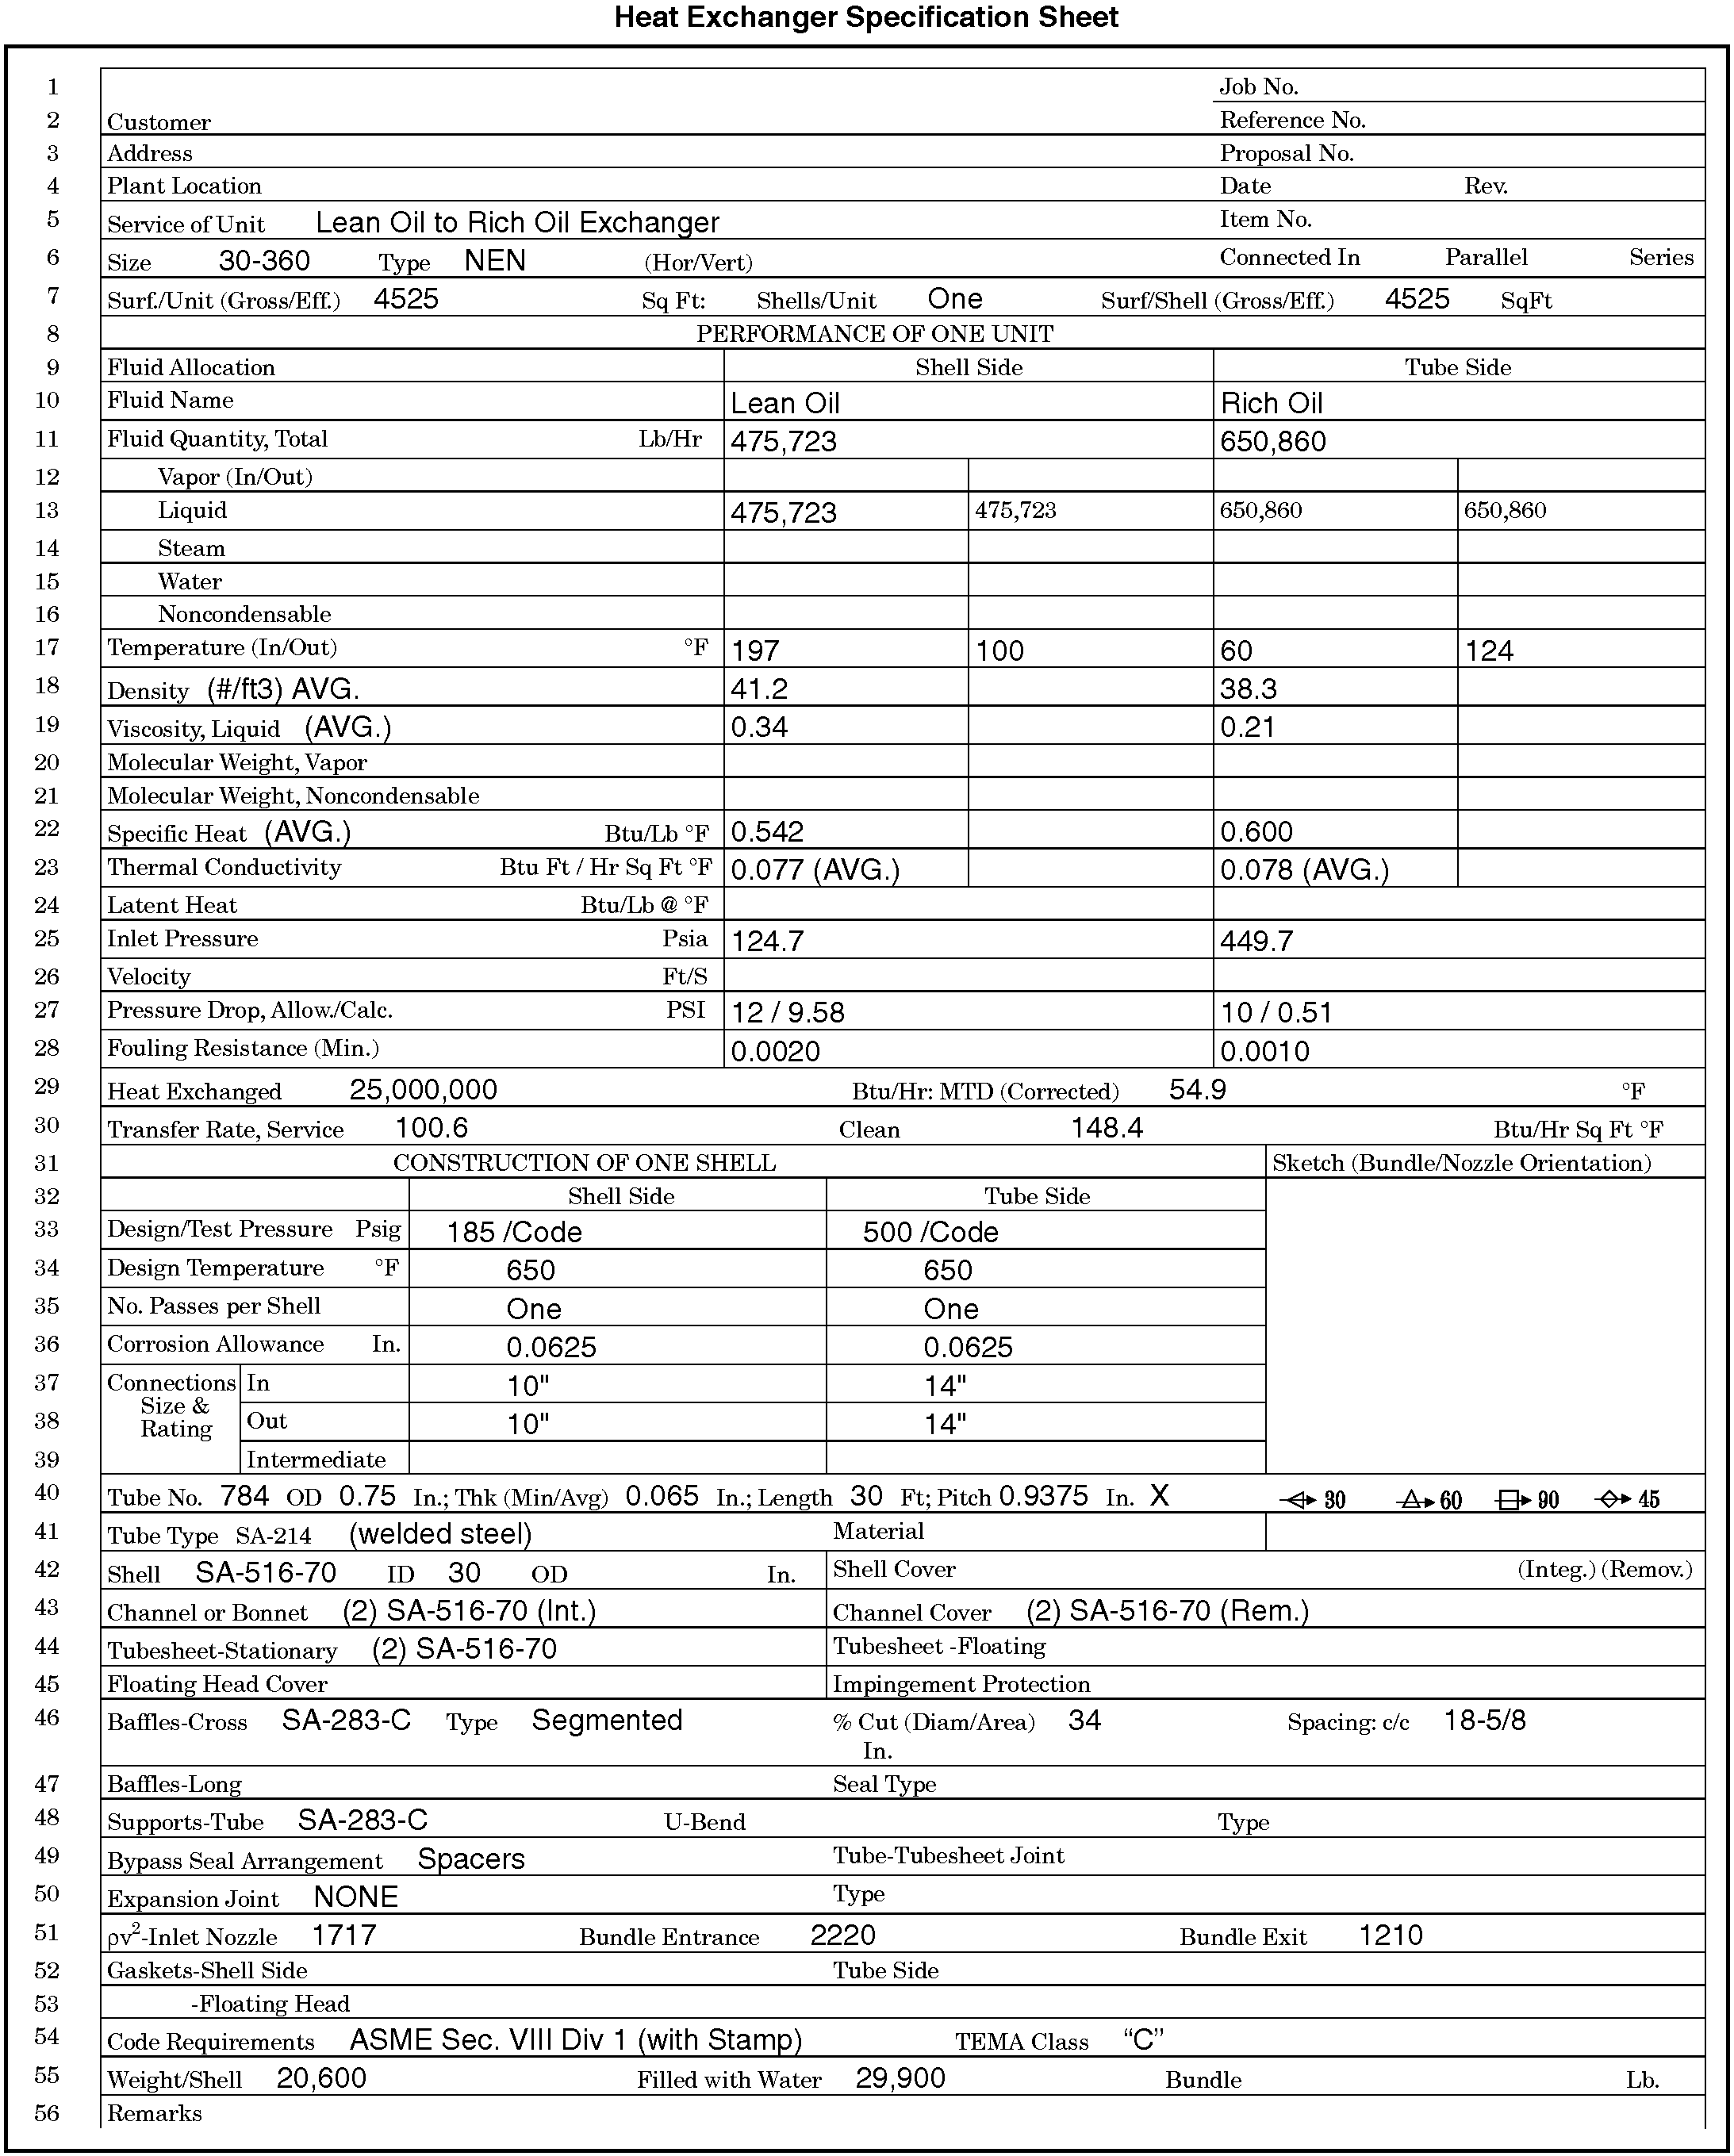 Heat Exchanger Specification Sheet
1 Job No.
2 Customer Reference No.
3 Address Proposal No.
4 Plant Location Date Rev.
5 Service of Unit Lean Oil to Rich Oil Exchanger Item No.
6 Size 30-360 Type NEN (Hor/Vert) Connected In Parallel Series
7 Surf./Unit (Gross/Eff.) 4525 Sq Ft: Shells/Unit One Surf/Shell (Gross/Eff.) 4525 SqFt
8 PERFORMANCE OF ONE UNIT
9 Fluid Allocation Shell Side Tube Side
10 Fluid Name Lean Oil Rich Oil
11 Fluid Quantity, Total Lb/Hr 475,723 650,860
12 Vapor (In/Out)
13 Liquid 475,723 475,723 650,860 650,860
14 Steam
15 Water
16 Noncondensable
17 Temperature (In/Out) °F 197 100 60 124
18 Density (#/ft3) AVG. 41.2 38.3
19 Viscosity, Liquid (AVG.) 0.34 0.21
20 Molecular Weight, Vapor
21 Molecular Weight, Noncondensable
22 Specific Heat (AVG.) Btu/Lb °F 0.542 0.600
23 Thermal Conductivity Btu Ft / Hr Sq Ft °F 0.077 (AVG.) 0.078 (AVG.)
24 Latent Heat Btu/Lb @ °F
25 Inlet Pressure Psia 124.7 449.7
26 Velocity Ft/S
27 Pressure Drop, Allow./Calc. PSI 12 / 9.58 10 / 0.51
28 Fouling Resistance (Min.) 0.0020 0.0010
29 Heat Exchanged 25,000,000 Btu/Hr: MTD (Corrected) 54.9 °F
30 Transfer Rate, Service 100.6 Clean 148.4 Btu/Hr Sq Ft °F
31 CONSTRUCTION OF ONE SHELL Sketch (Bundle/Nozzle Orientation)
32 Shell Side Tube Side
33 Design/Test Pressure Psig 185 /Code 500 /Code
34 Design Temperature °F 650 650
35 No. Passes per Shell One One
36 Corrosion Allowance In. 0.0625 0.0625
37 Connections In 10" 14"
Size &
38 Rating Out 10" 14"
39 Intermediate
40 Tube No. 784 OD 0.75 In.; Thk (Min/Avg) 0.065 In.; Length 30 Ft; Pitch 0.9375 In. X 30 60 90 45
41 Tube Type SA-214 (welded steel) Material
42 Shell SA-516-70 ID 30 OD In. Shell Cover (Integ.) (Remov.)
43 Channel or Bonnet (2) SA-516-70 (Int.) Channel Cover (2) SA-516-70 (Rem.)
44 Tubesheet-Stationary (2) SA-516-70 Tubesheet -Floating
45 Floating Head Cover Impingement Protection
46 Baffles-Cross SA-283-C Type Segmented % Cut (Diam/Area) 34 Spacing: c/c 18-5/8
In.
47 Baffles-Long Seal Type
48 Supports-Tube SA-283-C U-Bend Type
49 Bypass Seal Arrangement Spacers Tube-Tubesheet Joint
50 Expansion Joint NONE Type
51 ρv²-Inlet Nozzle 1717 Bundle Entrance 2220 Bundle Exit 1210
52 Gaskets-Shell Side Tube Side
53 -Floating Head
54 Code Requirements ASME Sec. VIII Div 1 (with Stamp) TEMA Class “C”
55 Weight/Shell 20,600 Filled with Water 29,900 Bundle Lb.
56 Remarks